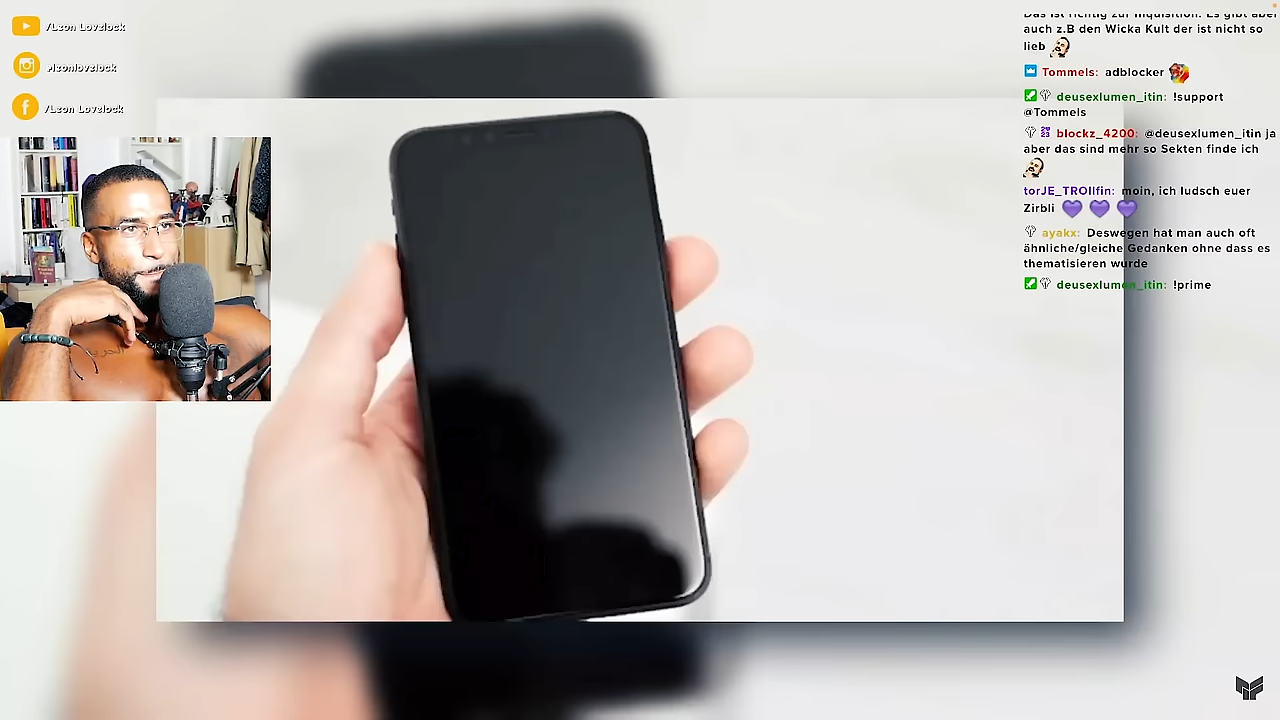 /Leon Lovelock
/leonlovelock
/Leon Lovelock
Das ist richtig zur Inquisition. Es gibt aber
auch z.B den Wicka Kult der ist nicht so
lieb
Tommels: adblocker
deusexlumen_itin: !support
@Tommels
blockz_4200: @deusexlumen_itin ja
aber das sind mehr so Sekten finde ich
torJE_TROllfin: moin, ich ludsch euer
Zirbli
ayakx: Deswegen hat man auch oft
ähnliche/gleiche Gedanken ohne dass es
thematisieren wurde
deusexlumen_itin: !prime